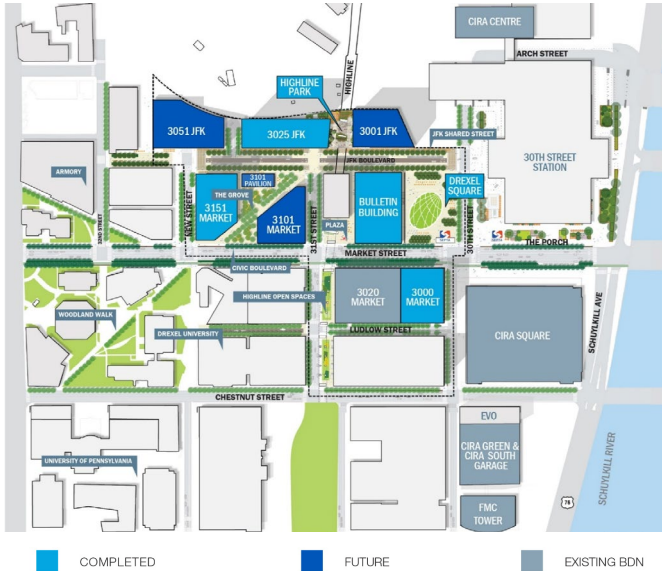 CIRA CENTRE
ARCH STREET
HIGHLINE
HIGHLINE
PARK
3051 JFK
3025 JFK
3001 JFK
JFK SHARED STREET
JFK BOULEVARD
30TH STREET
STATION
ARMORY
3101
PAVILION
THE GROVE
3151
MARKET
3101
MARKET
BULLETIN
BUILDING
DREXEL
SQUARE
32ND STREET
NEW STREET
31ST STREET
PLAZA
30TH STREET
SEPTA
SEPTA
THE PORCH
MARKET STREET
CIVIC BOULEVARD
HIGHLINE OPEN SPACES
3020
MARKET
3000
MARKET
WOODLAND WALK
DREXEL UNIVERSITY
LUDLOW STREET
CIRA SQUARE
SCHUYLKILL AVE
CHESTNUT STREET
EVO
CIRA GREEN &
CIRA SOUTH
GARAGE
UNIVERSITY OF PENNSYLVANIA
FMC
TOWER
76
SCHUYLKILL RIVER
COMPLETED
FUTURE
EXISTING BDN